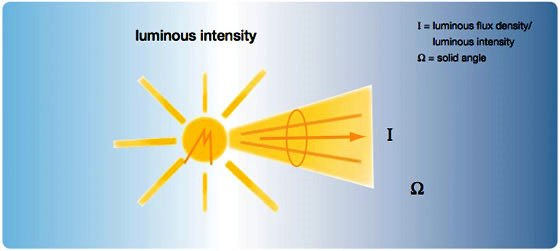 luminous intensity
I = luminous flux density/
luminous intensity
Ω = solid angle
I
Ω